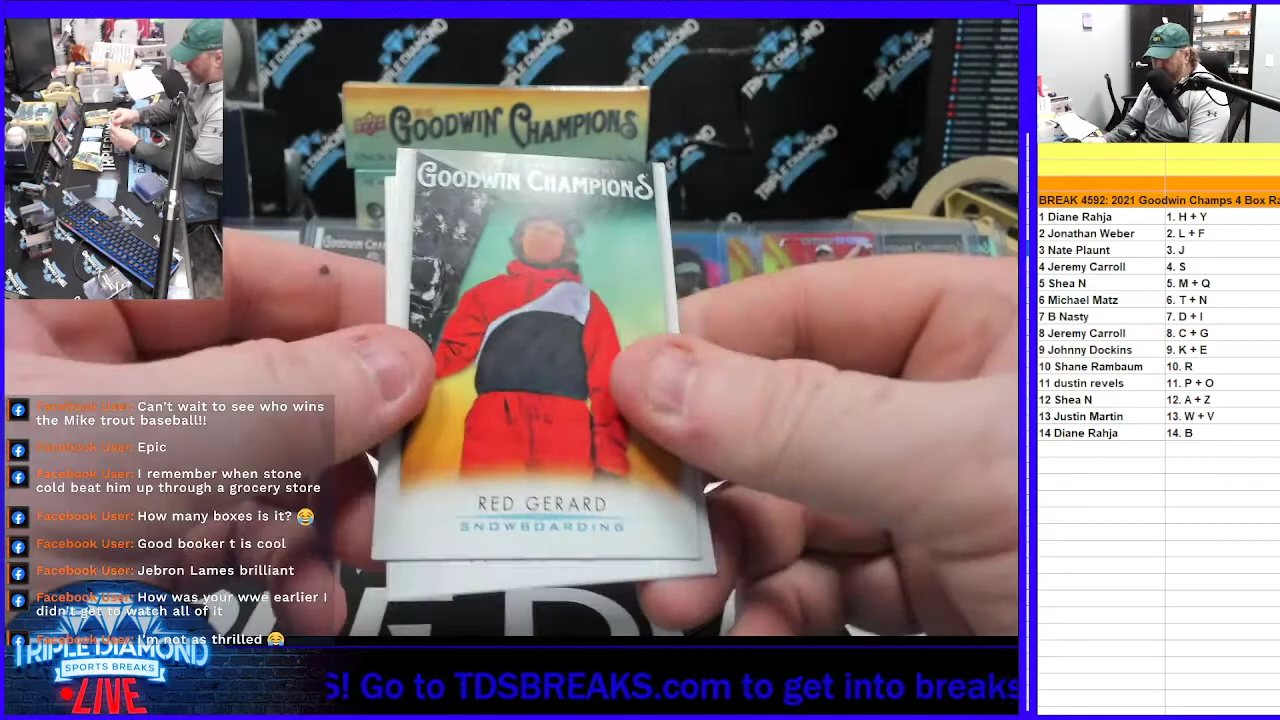 GOODWIN CHAMPIONS
GOODWIN CHAMPIONS
RED GERARD
SNOWBOARDING
Facebook User: Can't wait to see who wins
the Mike trout baseball!!
Facebook User: Epic
Facebook User: I remember when stone
cold beat him up through a grocery store
Facebook User: How many boxes is it? 😂
Facebook User: Good booker t is cool
Facebook User: Jebron Lames brilliant
Facebook User: How was your wwe earlier I
didn't get to watch all of it
Facebook User: I'm not as thrilled 😂
TRIPLE DIAMOND
SPORTS BREAKS
LIVE
S! Go to TDSBREAKS.com to get into breaks
BREAK 4592: 2021 Goodwin Champs 4 Box Ra
1 Diane Rahja 1. H + Y
2 Jonathan Weber 2. L + F
3 Nate Plaunt 3. J
4 Jeremy Carroll 4. S
5 Shea N 5. M + Q
6 Michael Matz 6. T + N
7 B Nasty 7. D + I
8 Jeremy Carroll 8. C + G
9 Johnny Dockins 9. K + E
10 Shane Rambaum 10. R
11 dustin revels 11. P + O
12 Shea N 12. A + Z
13 Justin Martin 13. W + V
14 Diane Rahja 14. B